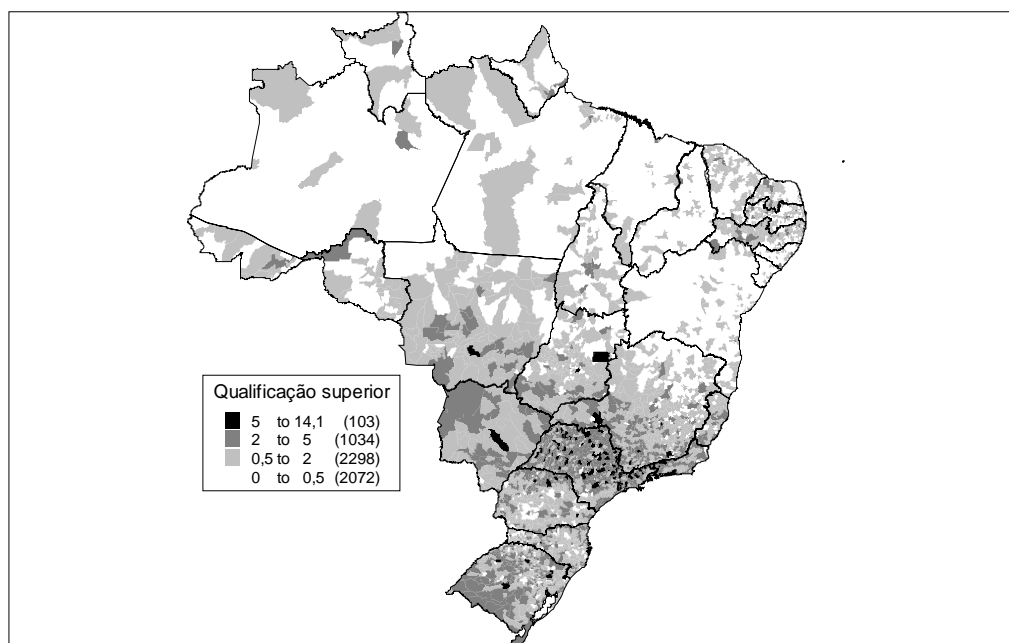 Qualificação superior
5 to 14,1 (103)
2 to 5 (1034)
0,5 to 2 (2298)
0 to 0,5 (2072)